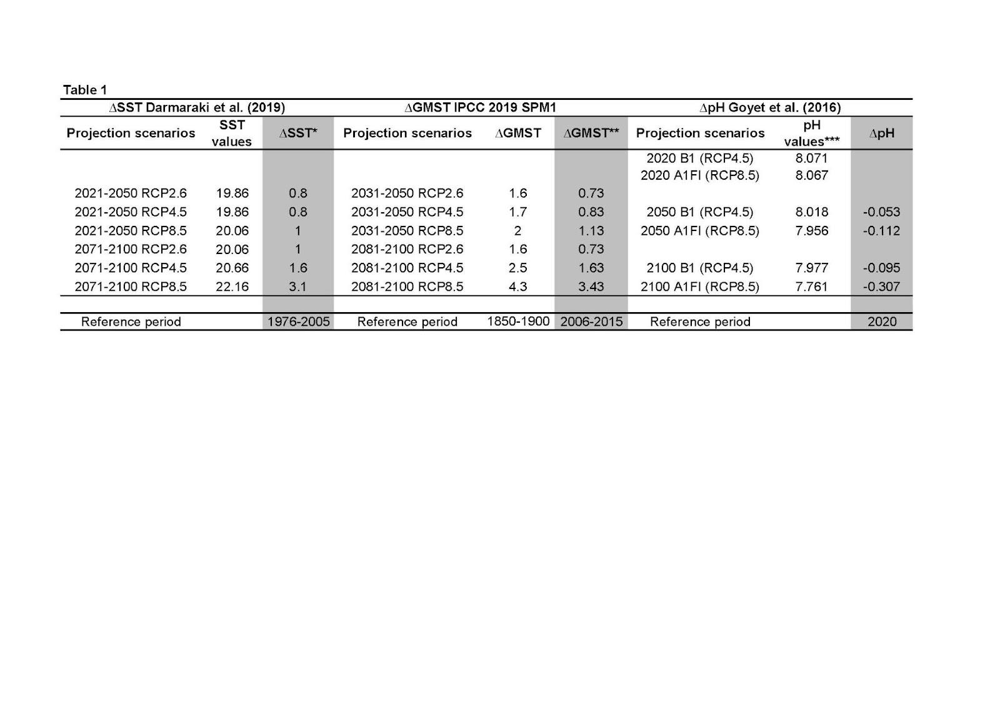 Table 1
∆SST Darmaraki et al. (2019) ∆GMST IPCC 2019 SPM1 ∆pH Goyet et al. (2016)
Projection scenarios SST values ∆SST* Projection scenarios ∆GMST ∆GMST** Projection scenarios pH values*** ∆pH
2020 B1 (RCP4.5) 8.071
2020 A1FI (RCP8.5) 8.067
2021-2050 RCP2.6 19.86 0.8 2031-2050 RCP2.6 1.6 0.73
2021-2050 RCP4.5 19.86 0.8 2031-2050 RCP4.5 1.7 0.83 2050 B1 (RCP4.5) 8.018 -0.053
2021-2050 RCP8.5 20.06 1 2031-2050 RCP8.5 2 1.13 2050 A1FI (RCP8.5) 7.956 -0.112
2071-2100 RCP2.6 20.06 1 2081-2100 RCP2.6 1.6 0.73
2071-2100 RCP4.5 20.66 1.6 2081-2100 RCP4.5 2.5 1.63 2100 B1 (RCP4.5) 7.977 -0.095
2071-2100 RCP8.5 22.16 3.1 2081-2100 RCP8.5 4.3 3.43 2100 A1FI (RCP8.5) 7.761 -0.307
Reference period 1976-2005 Reference period 1850-1900 2006-2015 Reference period 2020